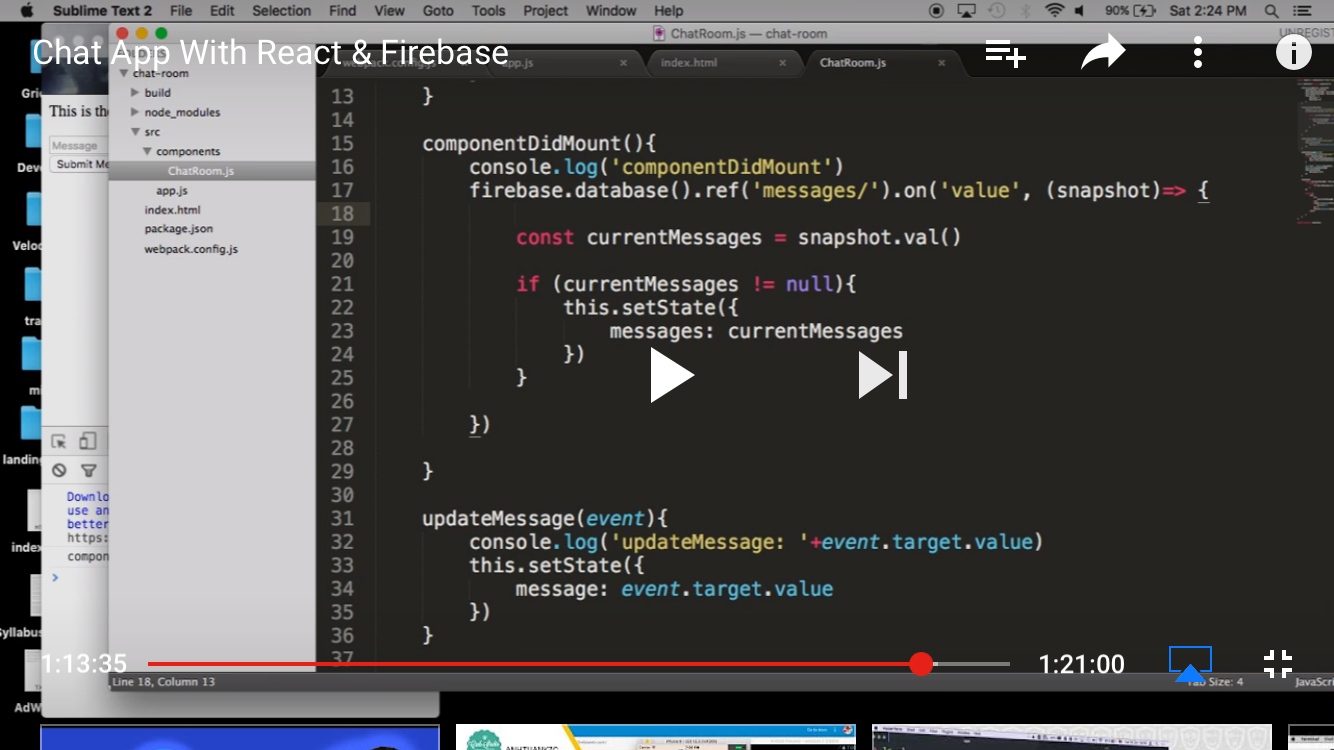 Sublime Text 2 File Edit Selection Find View Goto Tools Project Window Help 90% Sat 2:24 PM
ChatRoom.js — chat-room
UNREGIST
Chat App With React & Firebase
webpack.config.js app.js index.html ChatRoom.js
chat-room
build
node_modules
src
components
ChatRoom.js
app.js
index.html
package.json
webpack.config.js
Gri
Deve
Veloc
tra
mi
landing
index
Syllabus
AdW
This is the
Message
Submit Me
Downlo
use an
better
https:
compon
>
13 }
14
15 componentDidMount(){
16 console.log('componentDidMount')
17 firebase.database().ref('messages/').on('value', (snapshot)=> {
18
19 const currentMessages = snapshot.val()
20
21 if (currentMessages != null){
22 this.setState({
23 messages: currentMessages
24 })
25 }
26
27 })
28
29 }
30
31 updateMessage(event){
32 console.log('updateMessage: '+event.target.value)
33 this.setState({
34 message: event.target.value
35 })
36 }
37
1:13:35 1:21:00
Line 18, Column 13 Tab Size: 4 JavaScri